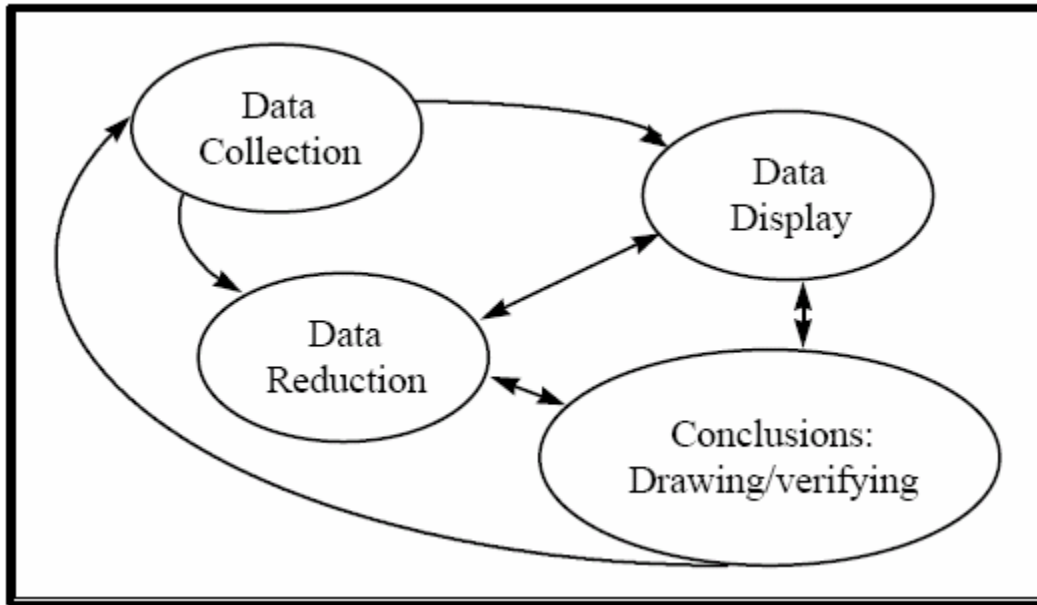 Data
Collection
Data
Display
Data
Reduction
Conclusions:
Drawing/verifying